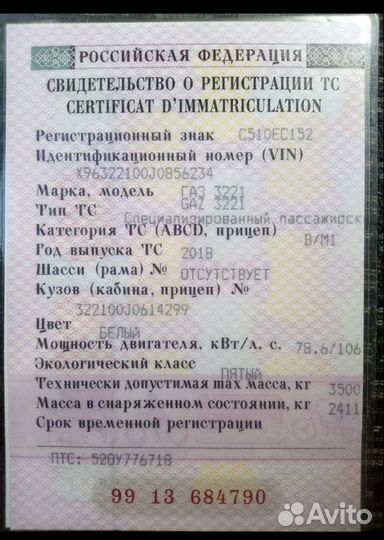 РОССИЙСКАЯ ФЕДЕРАЦИЯ
СВИДЕТЕЛЬСТВО О РЕГИСТРАЦИИ ТС
CERTIFICAT D'IMMATRICULATION
Регистрационный знак С510ЕС152
Идентификационный номер (VIN)
X96322100J0856234
Марка, модель ГАЗ 3221
GAZ 3221
Тип ТС Специализированный пассажирск
Категория ТС (ABCD, прицеп) B/M1
Год выпуска ТС 2018
Шасси (рама) № ОТСУТСТВУЕТ
Кузов (кабина, прицеп) №
322100J0614299
Цвет БЕЛЫЙ
Мощность двигателя, кВт/л. с. 78.6/106
Экологический класс ПЯТЫЙ
Технически допустимая max масса, кг 3500
Масса в снаряженном состоянии, кг 2411
Срок временной регистрации
ПТС: 52ОУ776718
99 13 684790
Avito